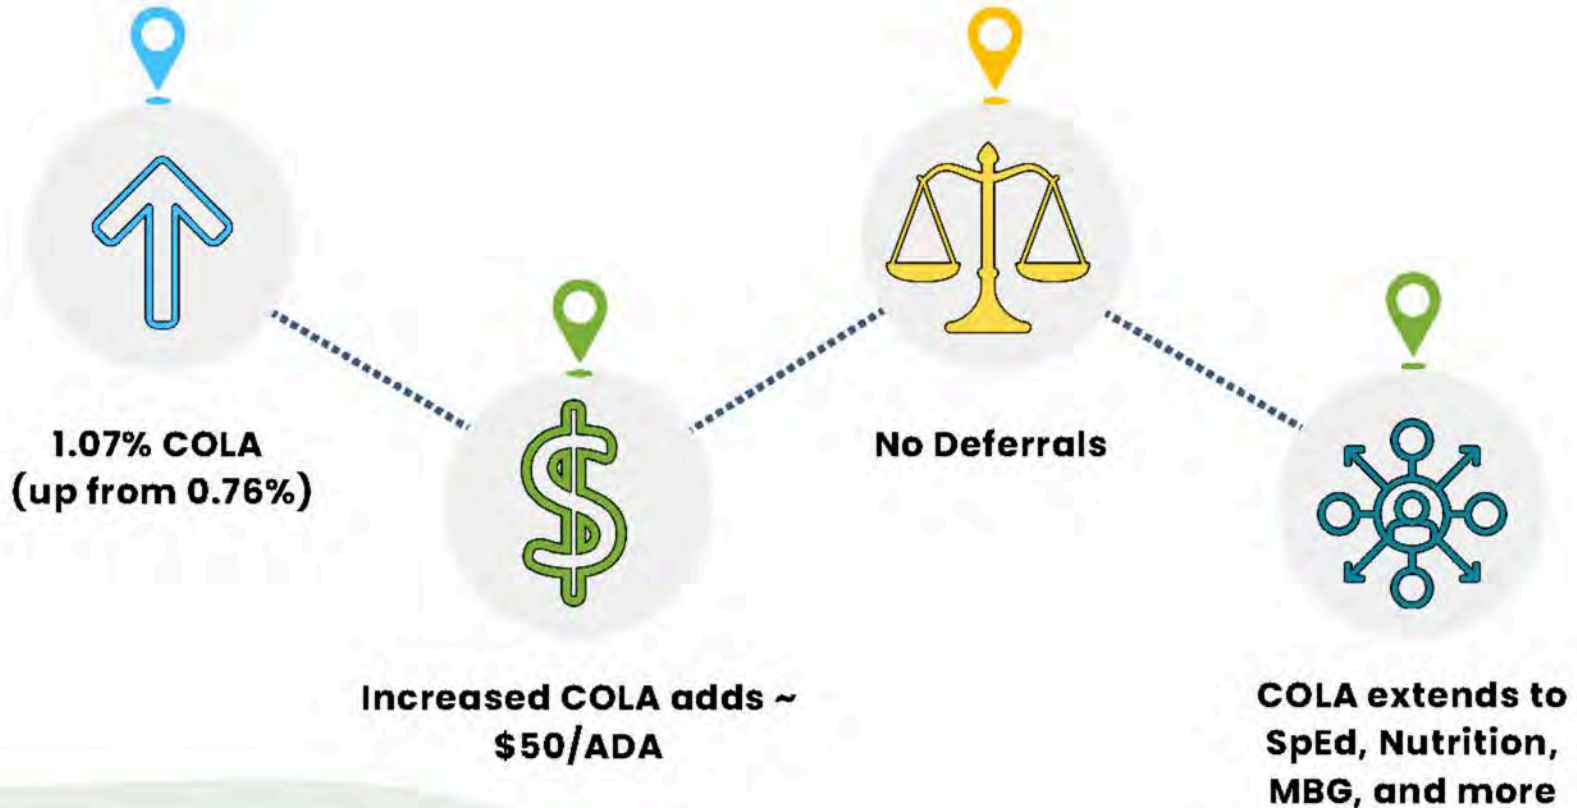 1.07% COLA
(up from 0.76%)
Increased COLA adds ~
$50/ADA
No Deferrals
COLA extends to
SpEd, Nutrition,
MBG, and more